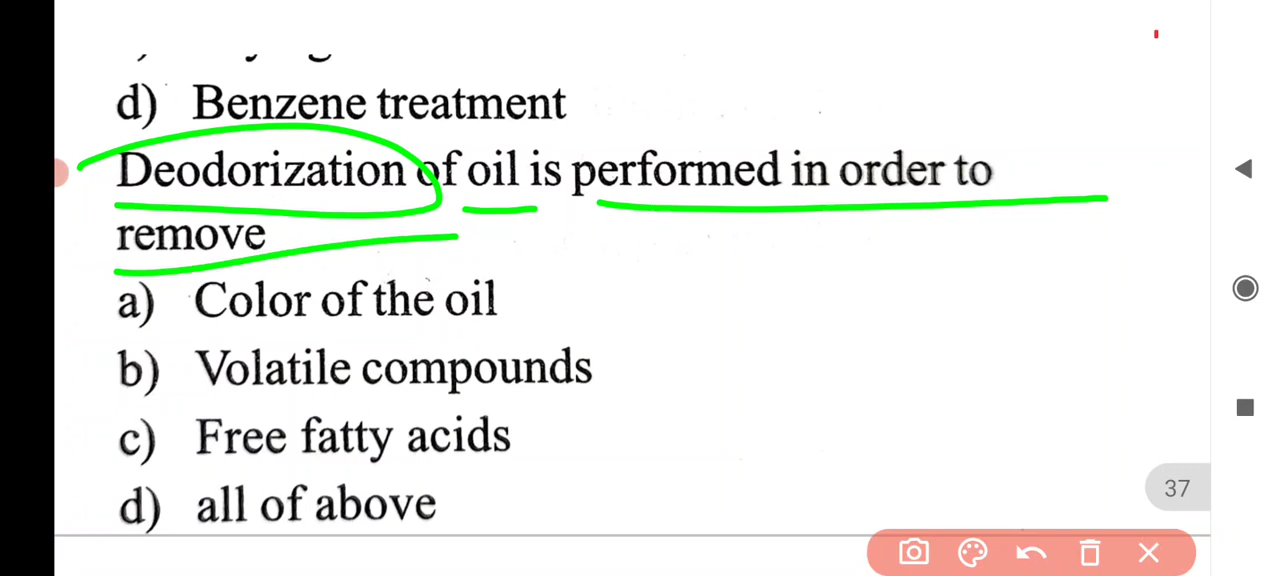 d) Benzene treatment
Deodorization of oil is performed in order to
remove
a) Color of the oil
b) Volatile compounds
c) Free fatty acids
d) all of above
37